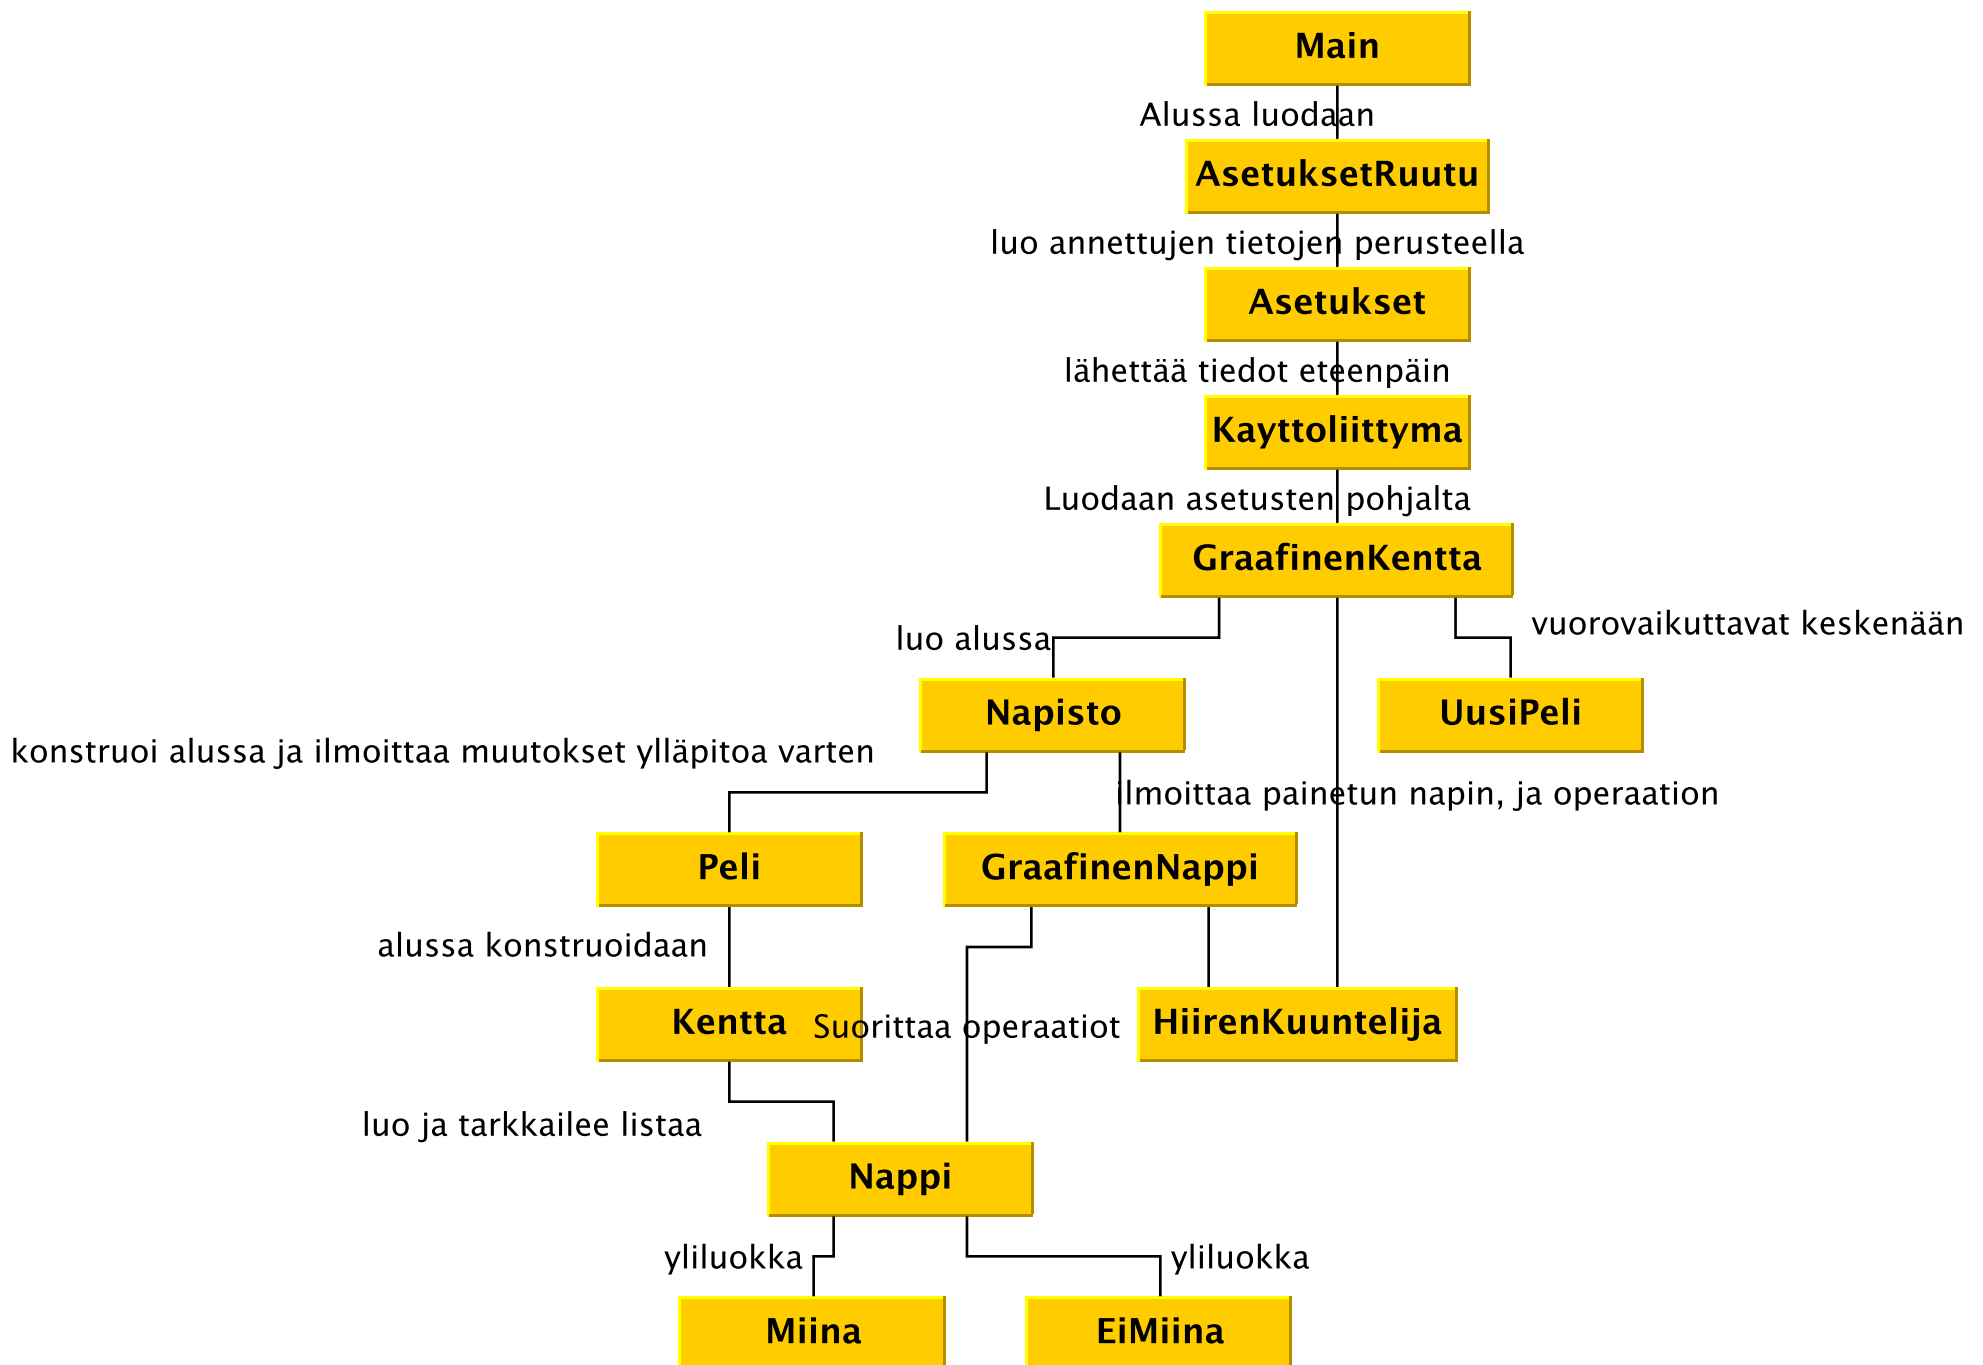 Main
Alussa luodaan
AsetuksetRuutu
luo annettujen tietojen perusteella
Asetukset
lähettää tiedot eteenpäin
Kayttoliittyma
Luodaan asetusten pohjalta
GraafinenKentta
luo alussa
vuorovaikuttavat keskenään
Napisto
UusiPeli
konstruoi alussa ja ilmoittaa muutokset ylläpitoa varten
ilmoittaa painetun napin, ja operaation
Peli
GraafinenNappi
alussa konstruoidaan
Kentta
Suorittaa operaatiot
HiirenKuuntelija
luo ja tarkkailee listaa
Nappi
yliluokka
yliluokka
Miina
EiMiina